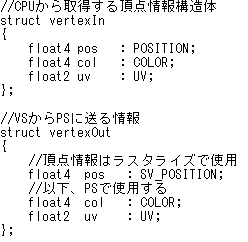 //CPUから取得する頂点情報構造体
struct vertexIn
{
    float4 pos   : POSITION;
    float4 col   : COLOR;
    float2 uv    : UV;
};

//VSからPSに送る情報
struct vertexOut
{
    //頂点情報はラスタライズで使用
    float4 pos   : SV_POSITION;
    //以下、PSで使用する
    float4  col   : COLOR;
    float2  uv    : UV;
};